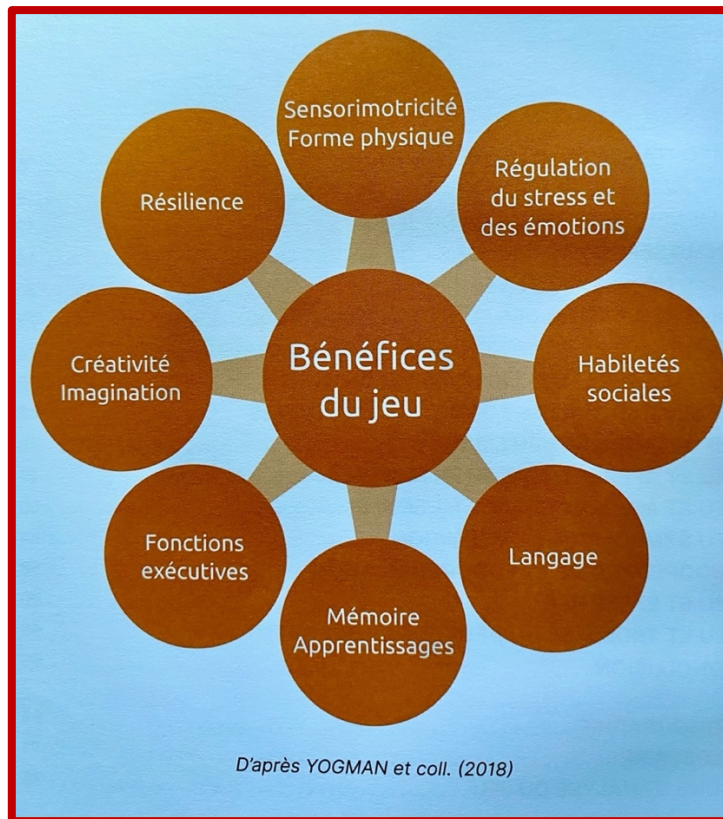 Sensorimotricité
Forme physique
Régulation
du stress et
des émotions
Résilience
Bénéfices
du jeu
Habiletés
sociales
Créativité
Imagination
Fonctions
exécutives
Langage
Mémoire
Apprentissages
D'après YOGMAN et coll. (2018)